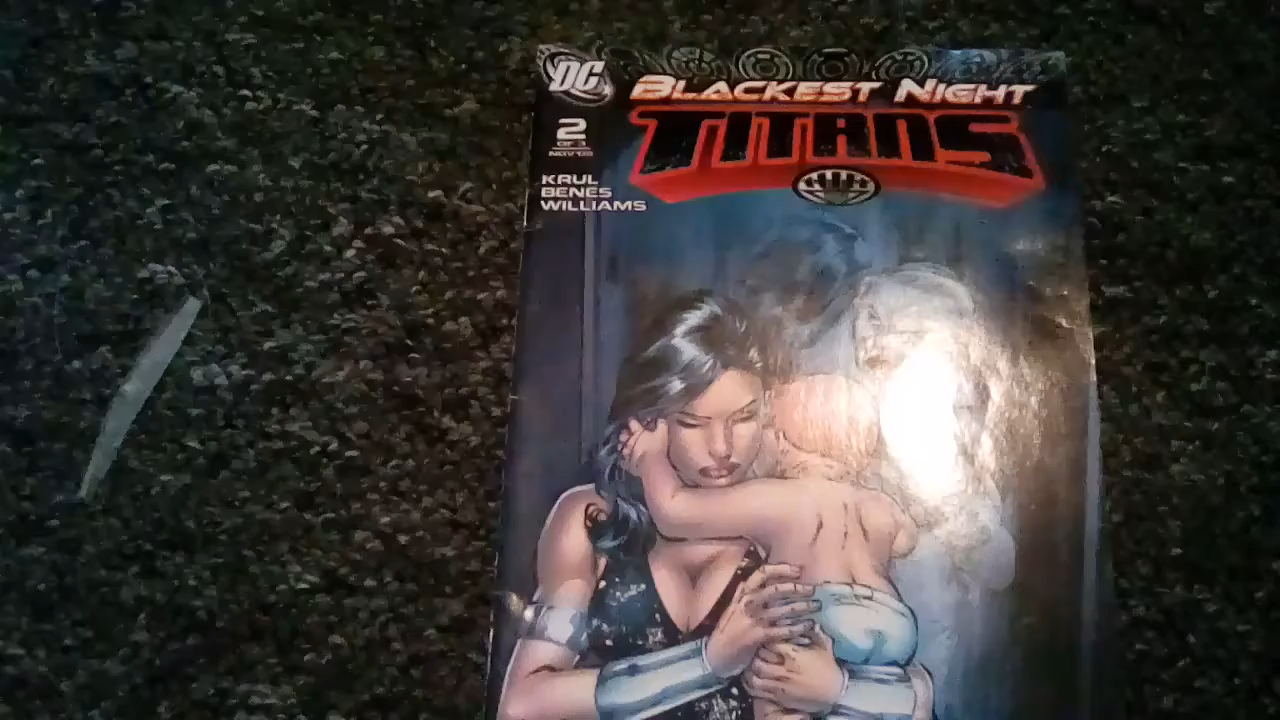 DC
BLACKEST NIGHT
TITANS
2
OF 3
NOV '09
KRUL
BENES
WILLIAMS